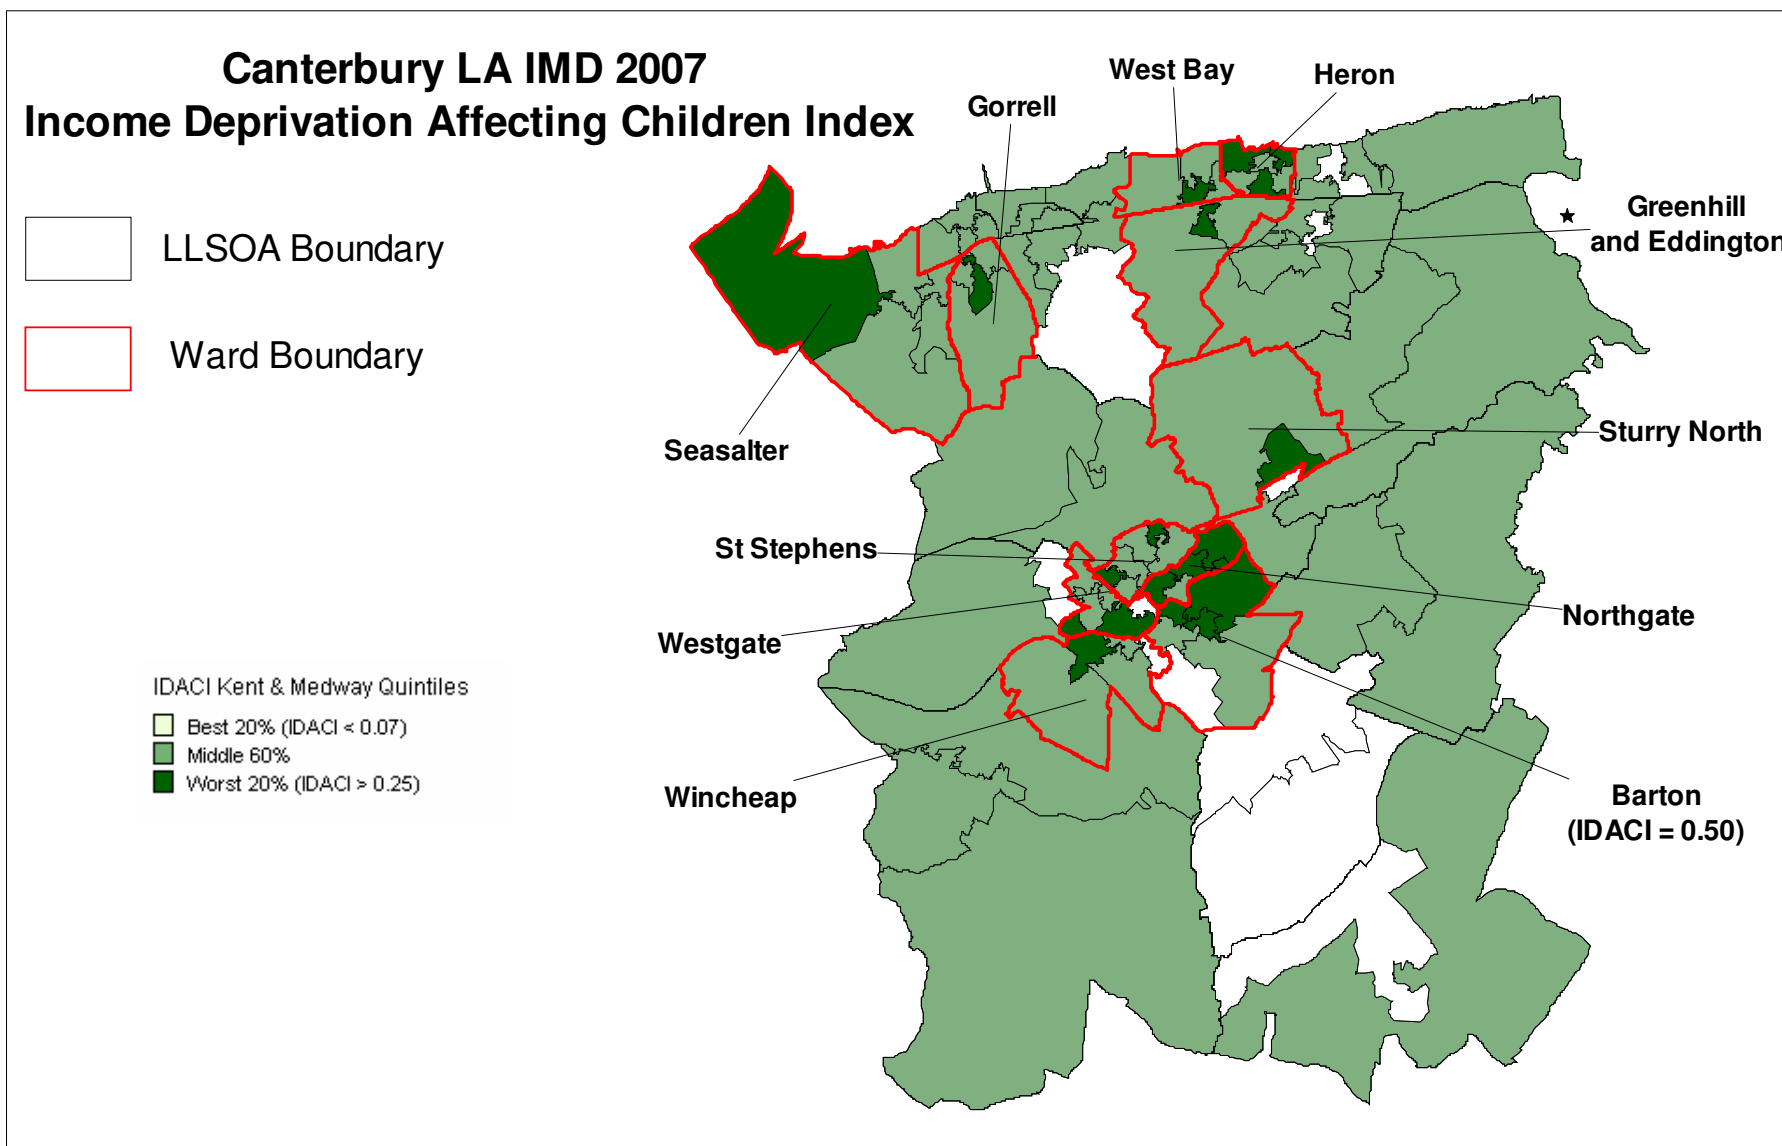 Canterbury LA IMD 2007
Income Deprivation Affecting Children Index
West Bay
Heron
Gorrell
LLSOA Boundary
Ward Boundary
Greenhill
and Eddington
Seasalter
Sturry North
St Stephens
Westgate
Northgate
IDACI Kent & Medway Quintiles
Best 20% (IDACI < 0.07)
Middle 60%
Worst 20% (IDACI > 0.25)
Wincheap
Barton
(IDACI = 0.50)